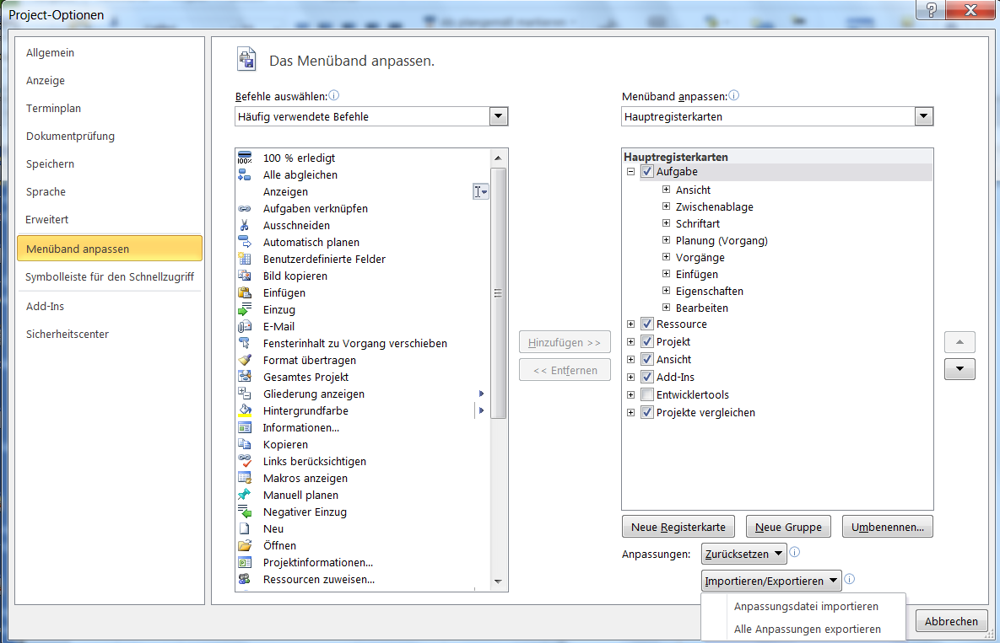 Project-Optionen
Allgemein
Anzeige
Terminplan
Dokumentprüfung
Speichern
Sprache
Erweitert
Menüband anpassen
Symbolleiste für den Schnellzugriff
Add-Ins
Sicherheitscenter
Das Menüband anpassen.
Befehle auswählen:
Häufig verwendete Befehle
100 % erledigt
Alle abgleichen
Anzeigen
Aufgaben verknüpfen
Ausschneiden
Automatisch planen
Benutzerdefinierte Felder
Bild kopieren
Einfügen
Einzug
E-Mail
Fensterinhalt zu Vorgang verschieben
Format übertragen
Gesamtes Projekt
Gliederung anzeigen
Hintergrundfarbe
Informationen...
Kopieren
Links berücksichtigen
Makros anzeigen
Manuell planen
Negativer Einzug
Neu
Öffnen
Projektinformationen...
Ressourcen zuweisen...
Hinzufügen >>
<< Entfernen
Menüband anpassen:
Hauptregisterkarten
Hauptregisterkarten
Aufgabe
Ansicht
Zwischenablage
Schriftart
Planung (Vorgang)
Vorgänge
Einfügen
Eigenschaften
Bearbeiten
Ressource
Projekt
Ansicht
Add-Ins
Entwicklertools
Projekte vergleichen
Neue Registerkarte
Neue Gruppe
Umbenennen...
Anpassungen:
Zurücksetzen
Importieren/Exportieren
Anpassungsdatei importieren
Alle Anpassungen exportieren
Abbrechen